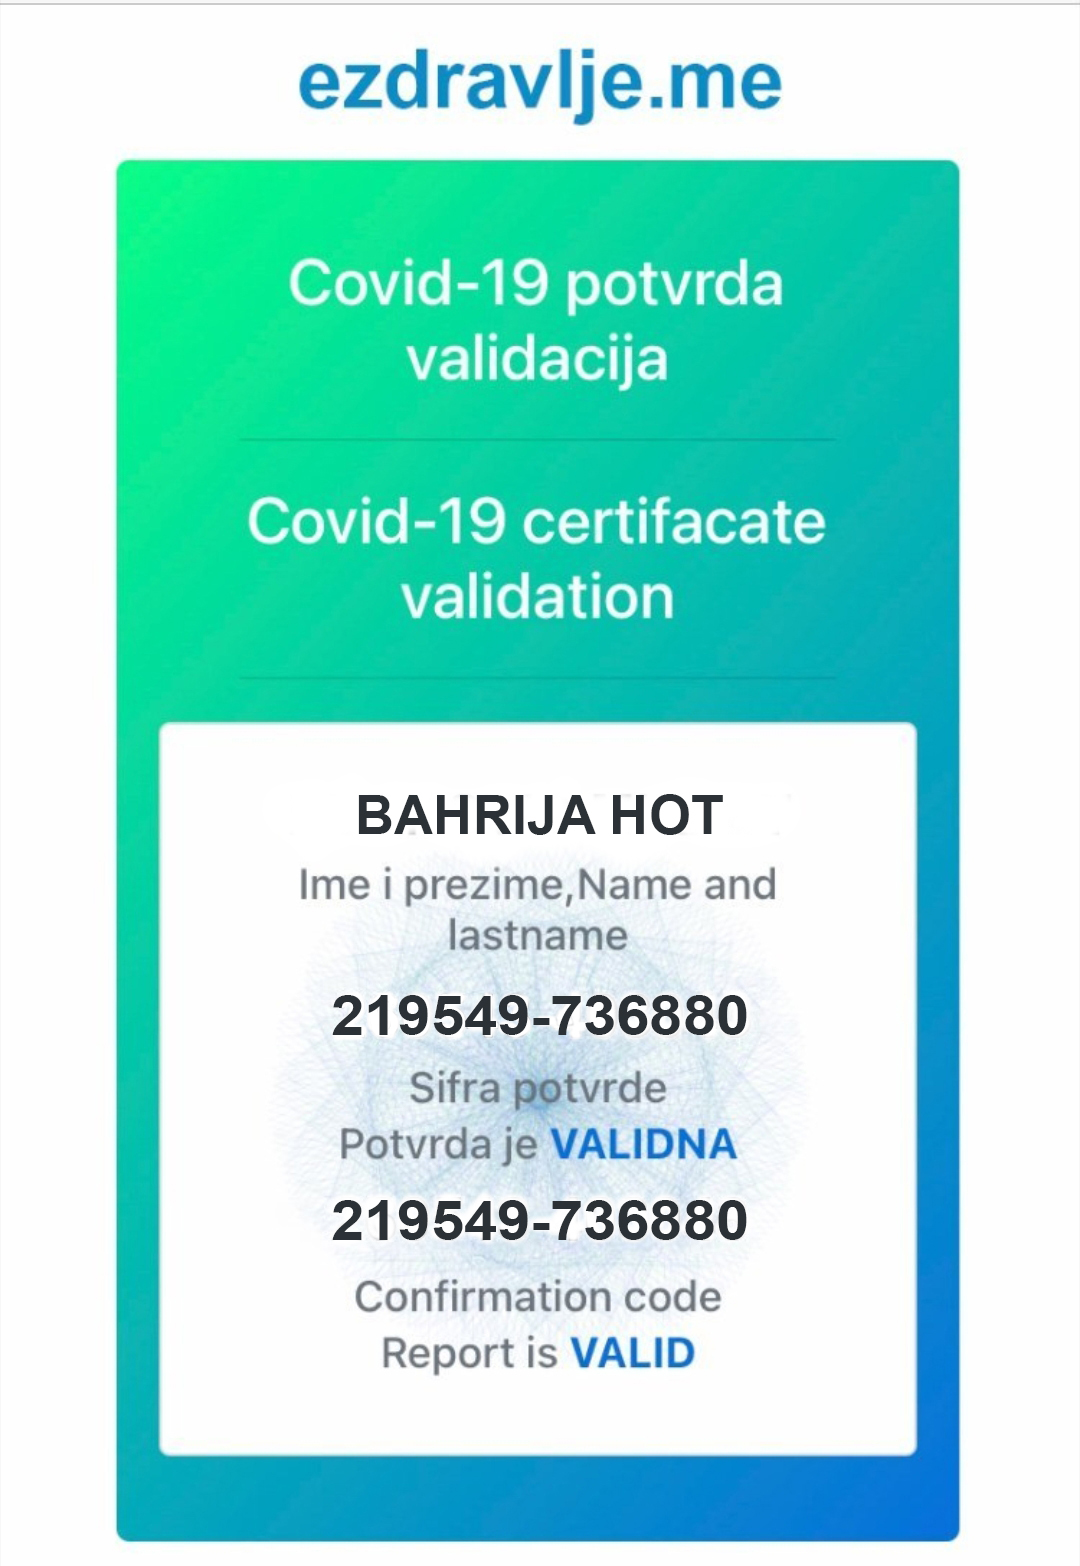 ezdravlje.me
Covid-19 potvrda
validacija
Covid-19 certifacate
validation
BAHRIJA HOT
Ime i prezime,Name and
lastname
219549-736880
Sifra potvrde
Potvrda je VALIDNA
219549-736880
Confirmation code
Report is VALID